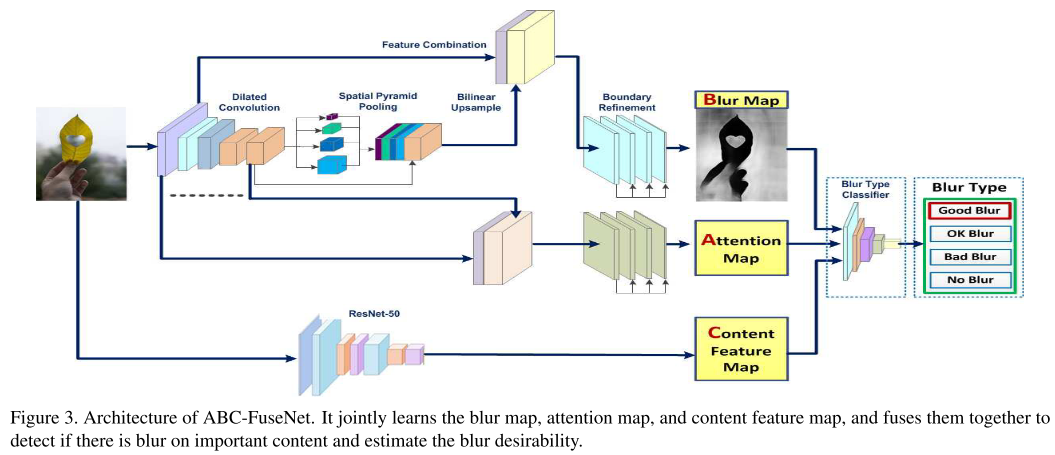 Feature Combination
Dilated
Convolution
Spatial Pyramid
Pooling
Bilinear
Upsample
Boundary
Refinement
Blur Map
Blur Type
Classifier
Blur Type
Good Blur
OK Blur
Bad Blur
No Blur
Attention
Map
ResNet-50
Content
Feature
Map
Figure 3. Architecture of ABC-FuseNet. It jointly learns the blur map, attention map, and content feature map, and fuses them together to
detect if there is blur on important content and estimate the blur desirability.